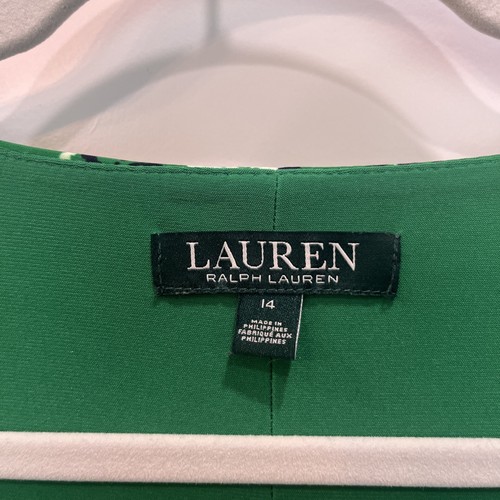 LAUREN
RALPH LAUREN
14
MADE IN
PHILIPPINES
FABRIQUÉ AUX
PHILIPPINES